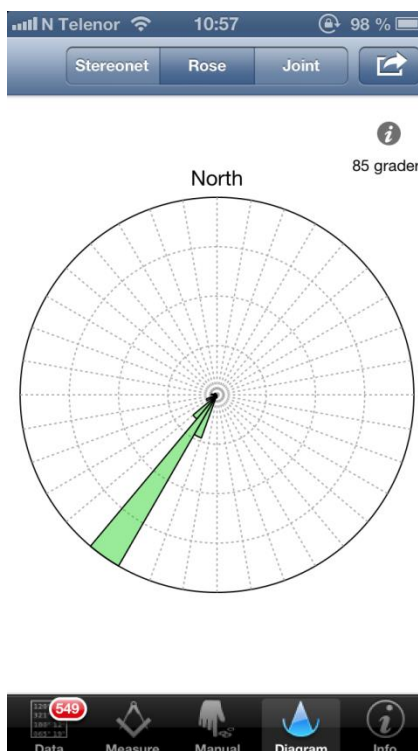 N Telenor 10:57 98 %
Stereonet Rose Joint
85 grader
North
549
Data Measure Manual Diagram Info